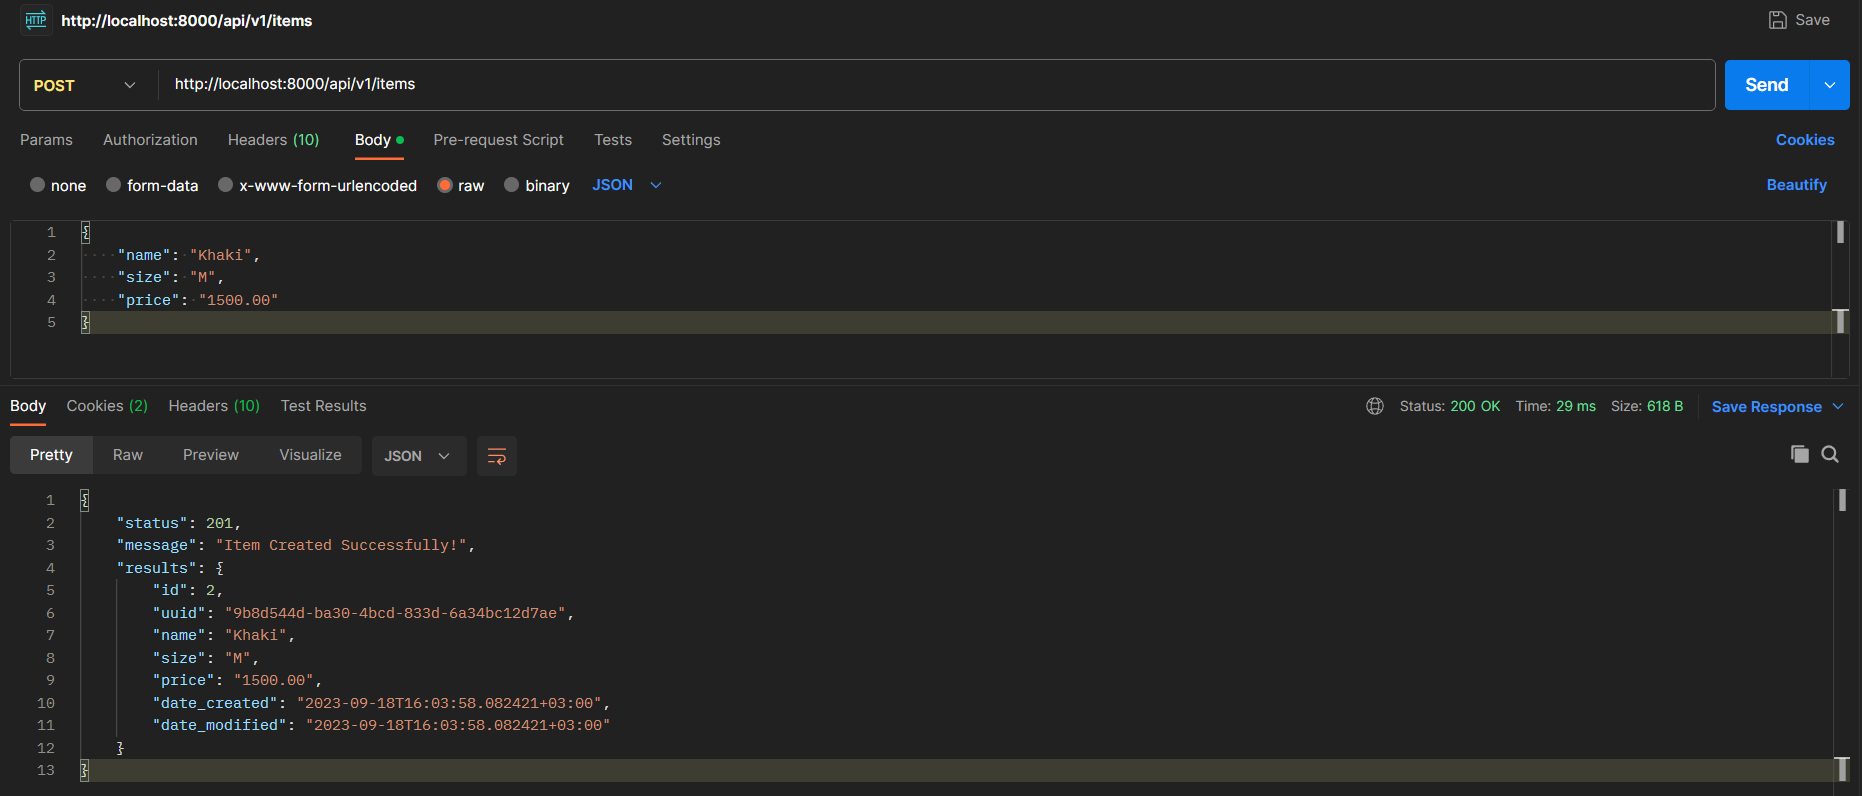 HTTP http://localhost:8000/api/v1/items Save
POST http://localhost:8000/api/v1/items Send
Params Authorization Headers (10) Body Pre-request Script Tests Settings Cookies
none form-data x-www-form-urlencoded raw binary JSON Beautify
1 {
2 "name": "Khaki",
3 "size": "M",
4 "price": "1500.00"
5 }
Body Cookies (2) Headers (10) Test Results Status: 200 OK Time: 29 ms Size: 618 B Save Response
Pretty Raw Preview Visualize JSON
1 {
2 "status": 201,
3 "message": "Item Created Successfully!",
4 "results": {
5 "id": 2,
6 "uuid": "9b8d544d-ba30-4bcd-833d-6a34bc12d7ae",
7 "name": "Khaki",
8 "size": "M",
9 "price": "1500.00",
10 "date_created": "2023-09-18T16:03:58.082421+03:00",
11 "date_modified": "2023-09-18T16:03:58.082421+03:00"
12 }
13 }